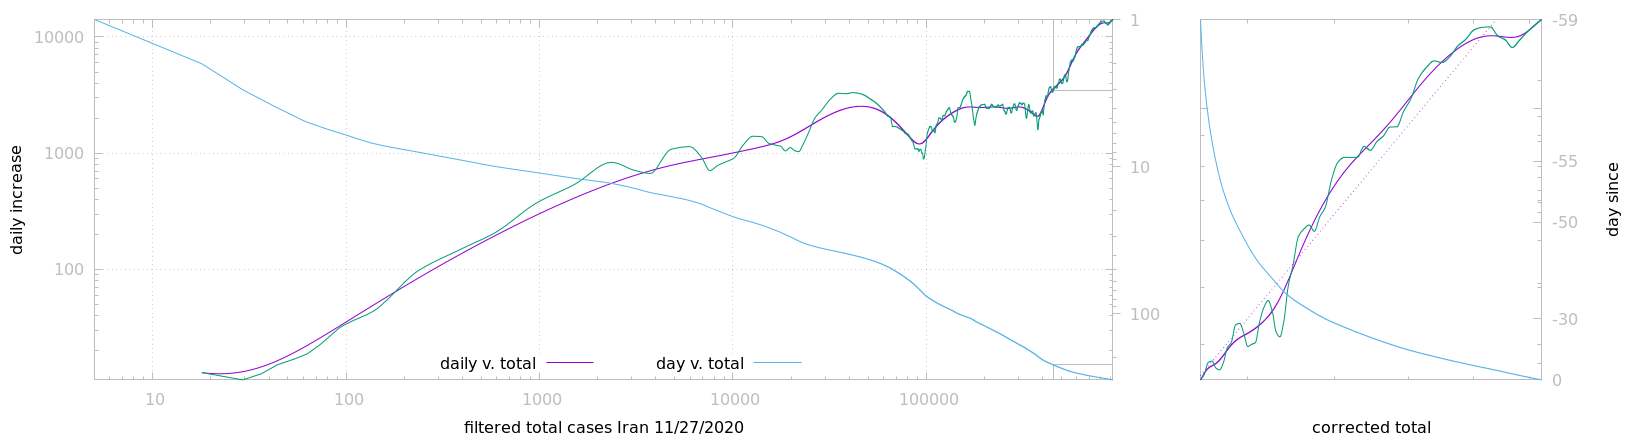 10000
1000
100
daily increase
10
100
1000
10000
100000
1
10
100
daily v. total
day v. total
filtered total cases Iran 11/27/2020
-59
-55
-50
-30
0
day since
corrected total